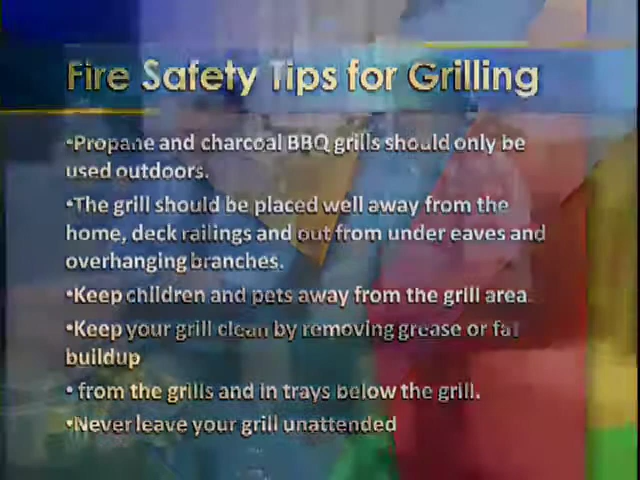 Fire Safety Tips for Grilling
•Propane and charcoal BBQ grills should only be
used outdoors.
•The grill should be placed well away from the
home, deck railings and out from under eaves and
overhanging branches.
•Keep children and pets away from the grill area.
•Keep your grill clean by removing grease or fat
buildup
• from the grills and in trays below the grill.
•Never leave your grill unattended